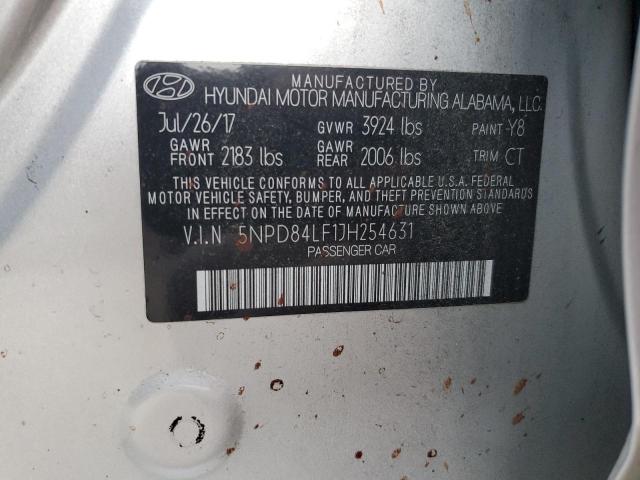 MANUFACTURED BY
HYUNDAI MOTOR MANUFACTURING ALABAMA, LLC.
Jul/26/17 GVWR 3924 lbs PAINT Y8
GAWR FRONT 2183 lbs GAWR REAR 2006 lbs TRIM CT
THIS VEHICLE CONFORMS TO ALL APPLICABLE U.S.A. FEDERAL
MOTOR VEHICLE SAFETY, BUMPER, AND THEFT PREVENTION STANDARDS
IN EFFECT ON THE DATE OF MANUFACTURE SHOWN ABOVE
V.I.N 5NPD84LF1JH254631
PASSENGER CAR